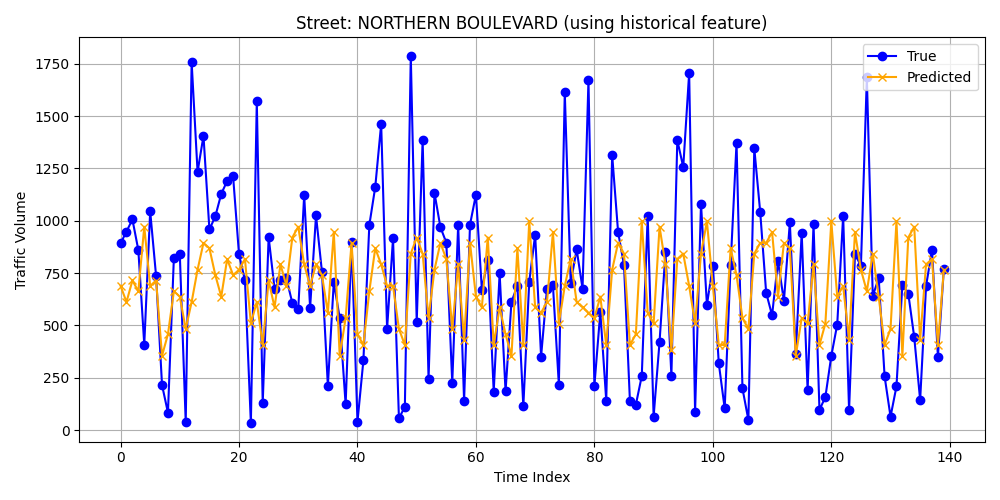 Street: NORTHERN BOULEVARD (using historical feature)
True
Predicted
Traffic Volume
1750
1500
1250
1000
750
500
250
0
0 20 40 60 80 100 120 140
Time Index